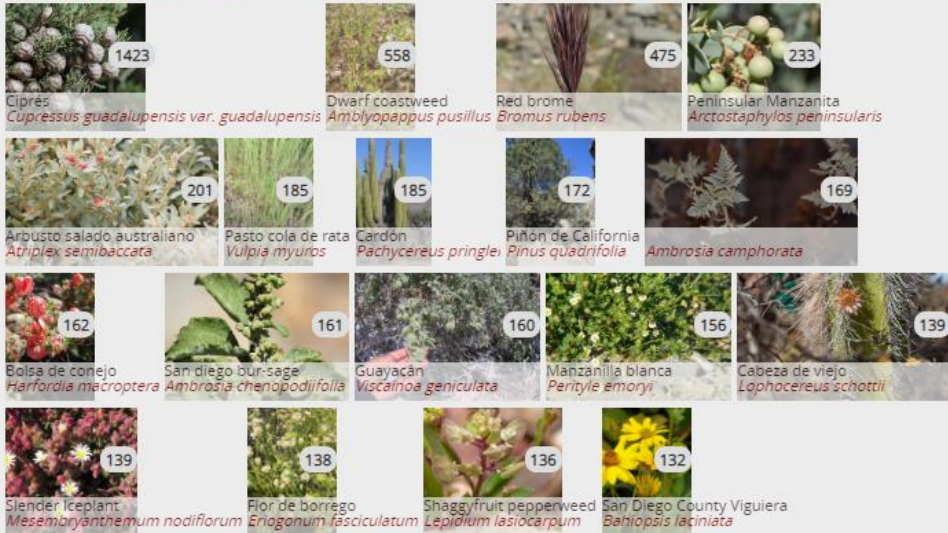 1423
558
475
233
Ciprés
Dwarf coastweed
Red brome
Peninsular Manzanita
Cupressus guadalupensis var. guadalupensis
Amblyopappus pusillus
Bromus rubens
Arctostaphylos peninsularis
201
185
185
172
169
Arbusto salado australiano
Pasto cola de rata
Cardón
Piñón de California
Atriplex semibaccata
Vulpia myuros
Pachycereus pringlei
Pinus quadrifolia
Ambrosia camphorata
162
161
160
156
139
Bolsa de conejo
San diego bur-sage
Guayacán
Manzanilla blanca
Cabeza de viejo
Harfordia macroptera
Ambrosia chenopodiifolia
Viscainoa geniculata
Perityle emoryi
Lophocereus schottii
139
138
136
132
Slender Iceplant
Flor de borrego
Shaggyfruit pepperweed
San Diego County Viguiera
Mesembryanthemum nodiflorum
Eriogonum fasciculatum
Lepidium lasiocarpum
Bahiopsis laciniata